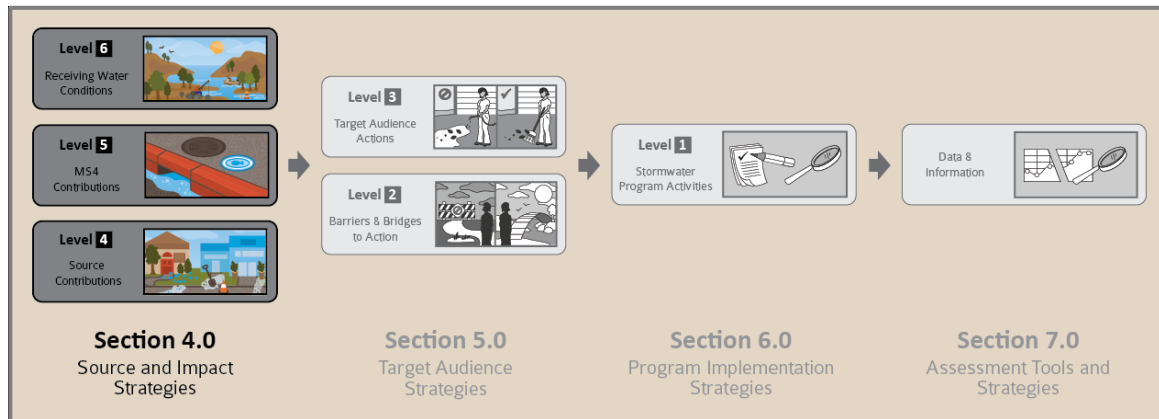 Level 6
Receiving Water
Conditions
Level 5
MS4
Contributions
Level 4
Source
Contributions
Section 4.0
Source and Impact
Strategies
Level 3
Target Audience
Actions
Level 2
Barriers & Bridges
to Action
Section 5.0
Target Audience
Strategies
Level 1
Stormwater
Program Activities
Section 6.0
Program Implementation
Strategies
Data &
Information
Section 7.0
Assessment Tools and
Strategies